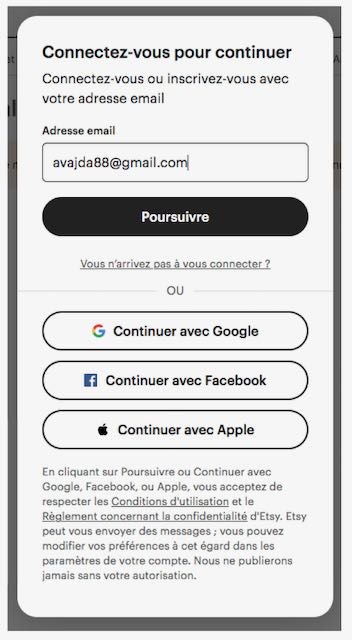 Connectez-vous pour continuer
Connectez-vous ou inscrivez-vous avec
votre adresse email
Adresse email
avajda88@gmail.com
Poursuivre
Vous n'arrivez pas à vous connecter ?
OU
Continuer avec Google
Continuer avec Facebook
Continuer avec Apple
En cliquant sur Poursuivre ou Continuer avec
Google, Facebook, ou Apple, vous acceptez de
respecter les Conditions d'utilisation et le
Règlement concernant la confidentialité d'Etsy. Etsy
peut vous envoyer des messages ; vous pouvez
modifier vos préférences à cet égard dans les
paramètres de votre compte. Nous ne publierons
jamais sans votre autorisation.